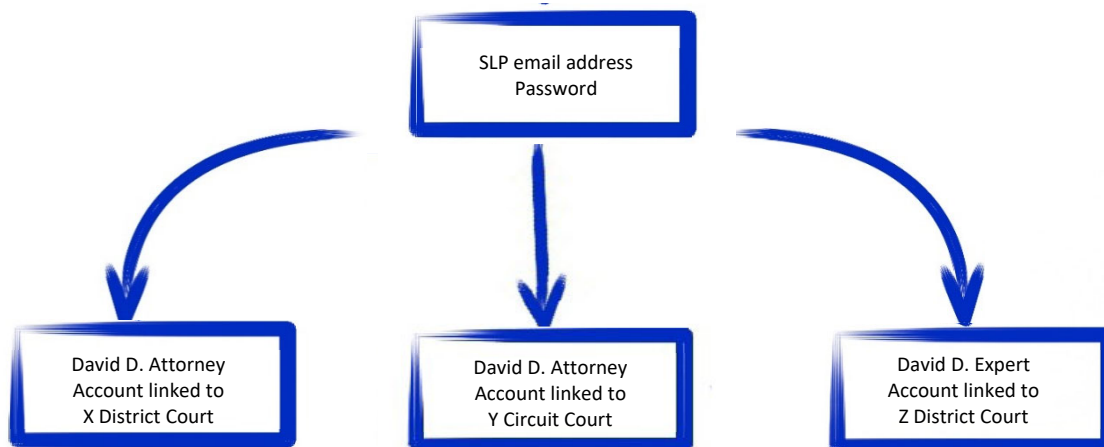 SLP email address
Password
David D. Attorney
Account linked to
X District Court
David D. Attorney
Account linked to
Y Circuit Court
David D. Expert
Account linked to
Z District Court